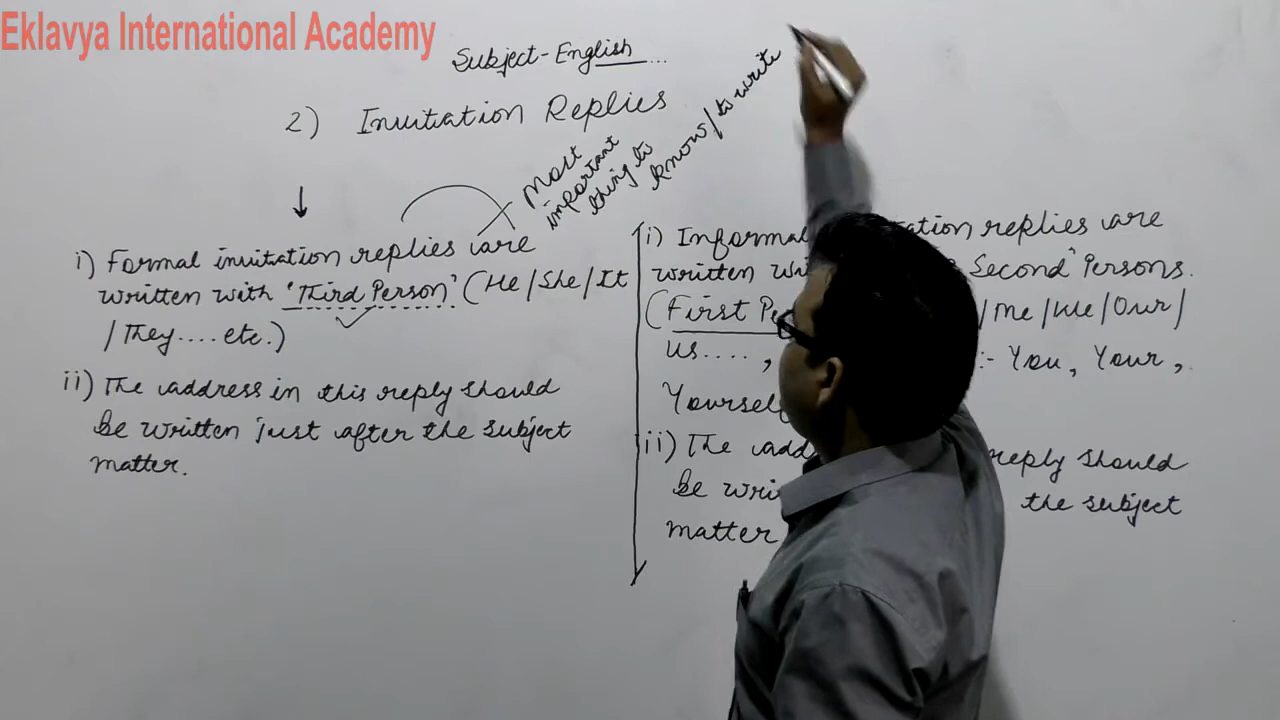 Eklavya International Academy
Subject - English...
2) Invitation Replies
Most
important
thing to
know / to write
i) Formal invitation replies are
written with 'Third Person' (He / She / It
/ They .... etc.)
ii) The address in this reply should
be written just after the subject
matter.
i) Informal replies are
written Second' Persons.
(First / Me / We / Our /
us ...., :- You, Your,
Yourself
ii) The reply should
be the subject
matter